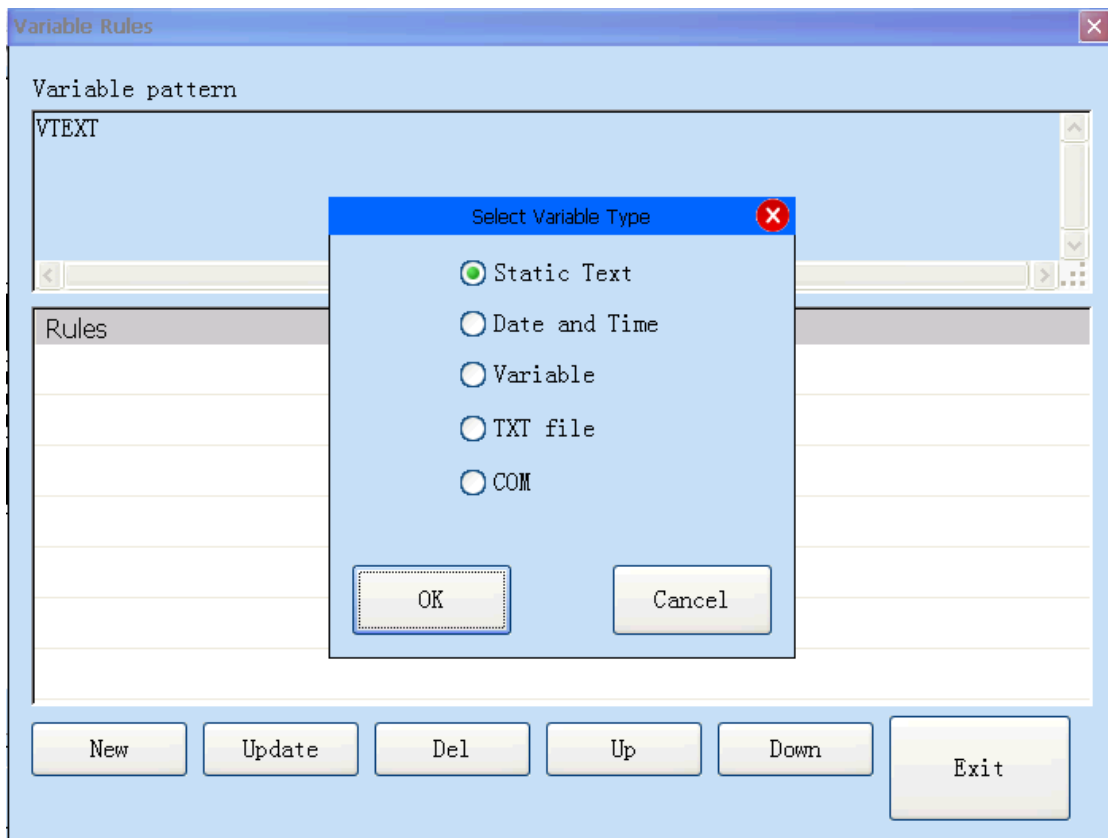 Variable Rules
Variable pattern
VTEXT
Select Variable Type
Static Text
Date and Time
Variable
TXT file
COM
OK
Cancel
Rules
New
Update
Del
Up
Down
Exit